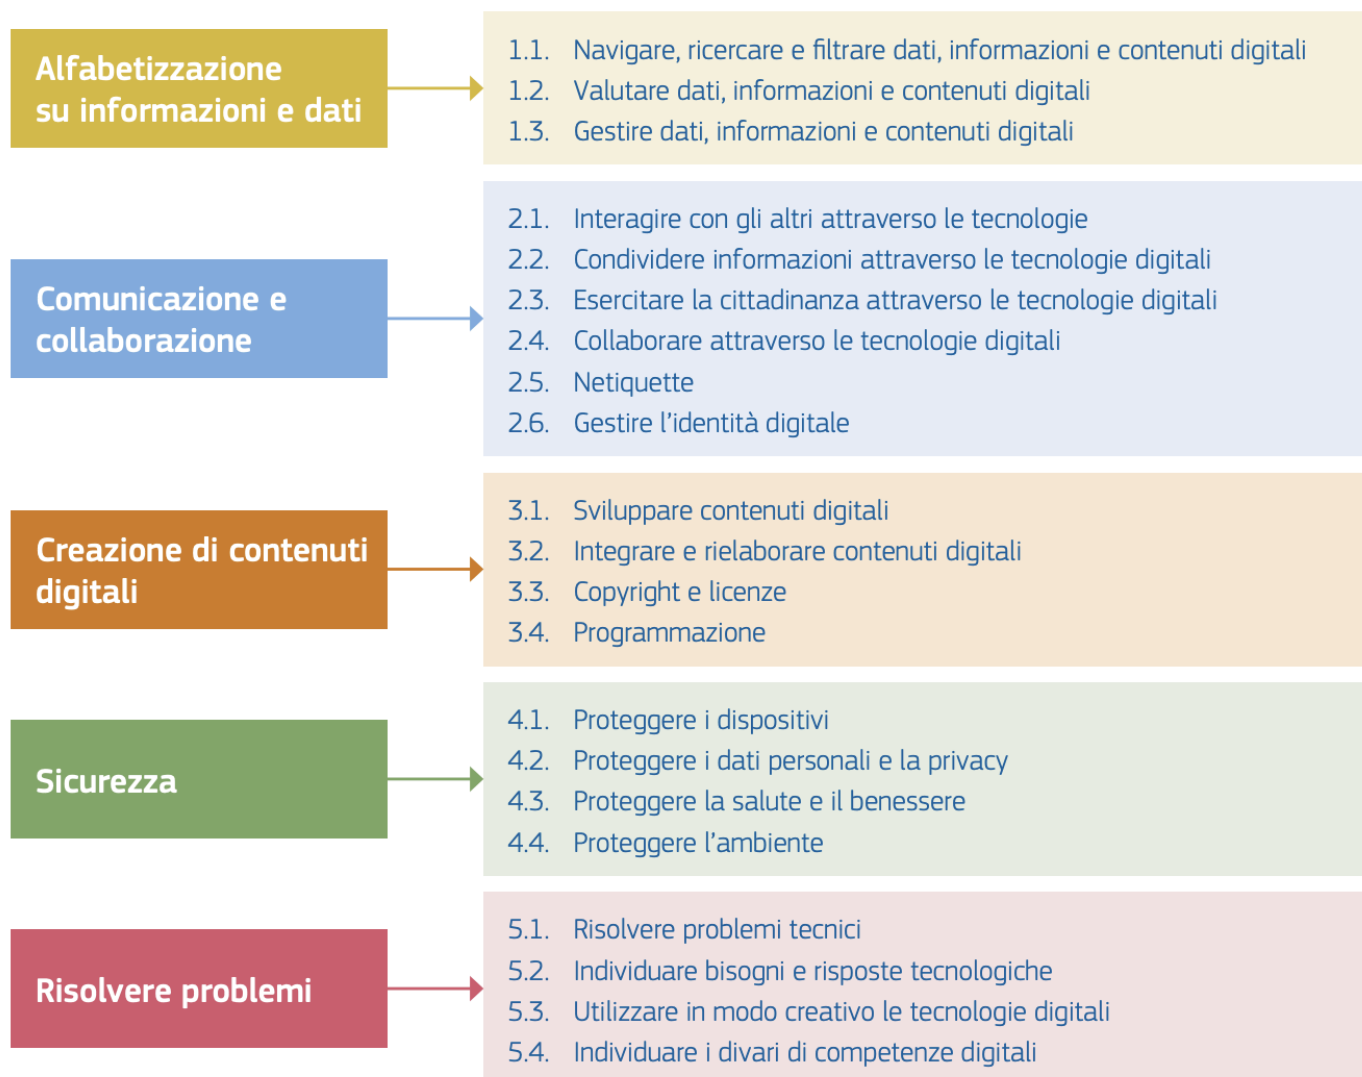 Alfabetizzazione
su informazioni e dati
1.1. Navigare, ricercare e filtrare dati, informazioni e contenuti digitali
1.2. Valutare dati, informazioni e contenuti digitali
1.3. Gestire dati, informazioni e contenuti digitali
Comunicazione e
collaborazione
2.1. Interagire con gli altri attraverso le tecnologie
2.2. Condividere informazioni attraverso le tecnologie digitali
2.3. Esercitare la cittadinanza attraverso le tecnologie digitali
2.4. Collaborare attraverso le tecnologie digitali
2.5. Netiquette
2.6. Gestire l’identità digitale
Creazione di contenuti
digitali
3.1. Sviluppare contenuti digitali
3.2. Integrare e rielaborare contenuti digitali
3.3. Copyright e licenze
3.4. Programmazione
Sicurezza
4.1. Proteggere i dispositivi
4.2. Proteggere i dati personali e la privacy
4.3. Proteggere la salute e il benessere
4.4. Proteggere l’ambiente
Risolvere problemi
5.1. Risolvere problemi tecnici
5.2. Individuare bisogni e risposte tecnologiche
5.3. Utilizzare in modo creativo le tecnologie digitali
5.4. Individuare i divari di competenze digitali